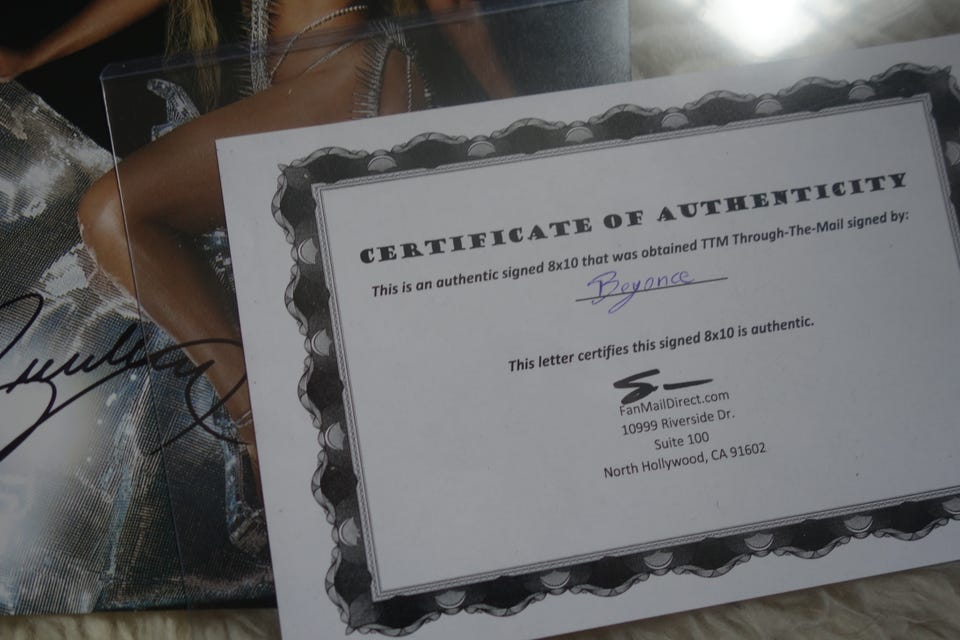 CERTIFICATE OF AUTHENTICITY
This is an authentic signed 8x10 that was obtained TTM Through-The-Mail signed by:
Beyonce
This letter certifies this signed 8x10 is authentic.
FanMailDirect.com
10999 Riverside Dr.
Suite 100
North Hollywood, CA 91602